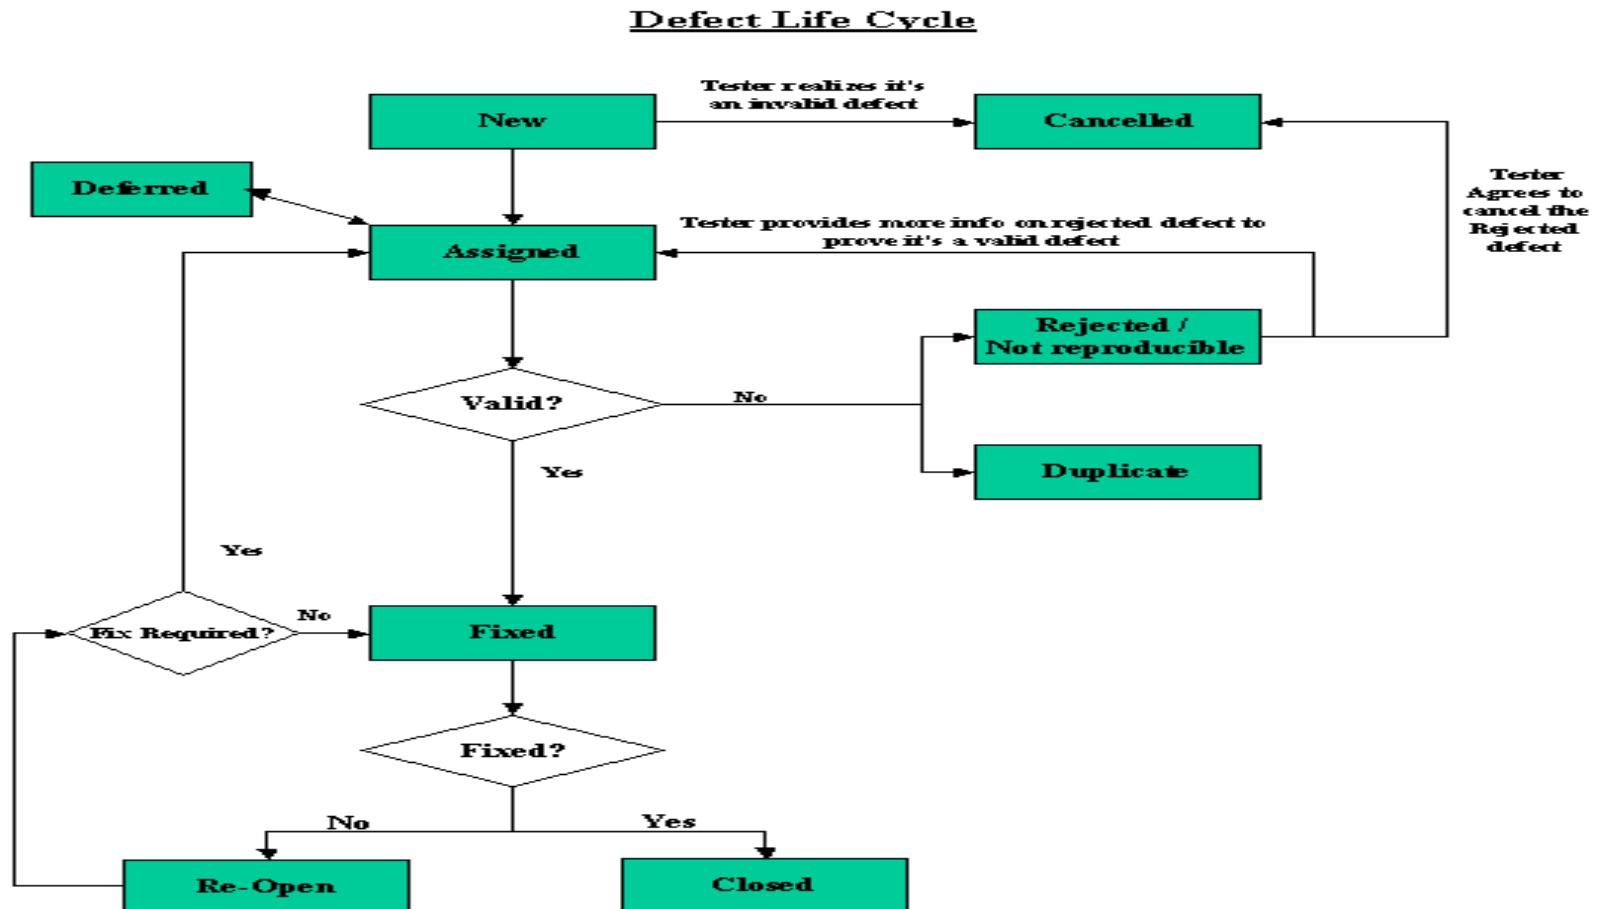 Defect Life Cycle
Tester realizes it's
an invalid defect
New
Cancelled
Deferred
Tester
Agrees to
cancel the
Rejected
defect
Tester provides more info on rejected defect to
prove it's a valid defect
Assigned
Rejected /
Not reproducible
Valid?
No
Yes
Duplicate
Yes
No
Fix Required?
Fixed
Fixed?
No
Yes
Re-Open
Closed